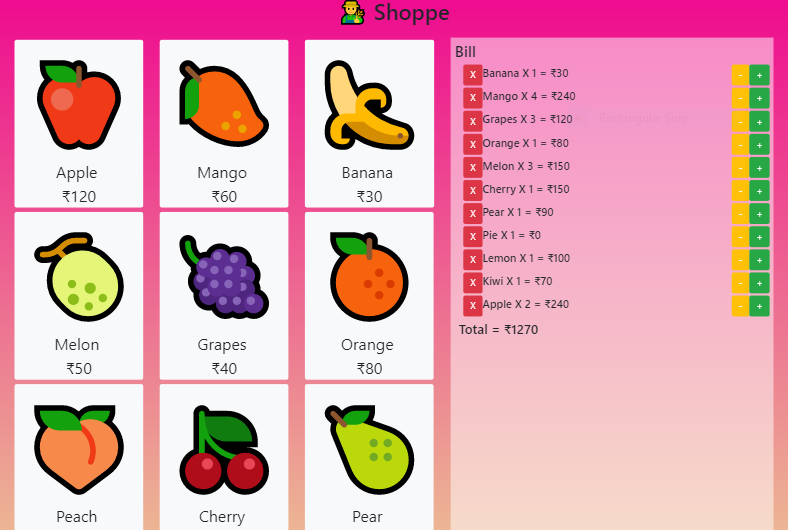 Shoppe
Apple
₹120
Mango
₹60
Banana
₹30
Melon
₹50
Grapes
₹40
Orange
₹80
Peach
Cherry
Pear
Bill
x Banana X 1 = ₹30 - +
x Mango X 4 = ₹240 - +
x Grapes X 3 = ₹120 - +
Rectangular Snip
x Orange X 1 = ₹80 - +
x Melon X 3 = ₹150 - +
x Cherry X 1 = ₹150 - +
x Pear X 1 = ₹90 - +
x Pie X 1 = ₹0 - +
x Lemon X 1 = ₹100 - +
x Kiwi X 1 = ₹70 - +
x Apple X 2 = ₹240 - +
Total = ₹1270